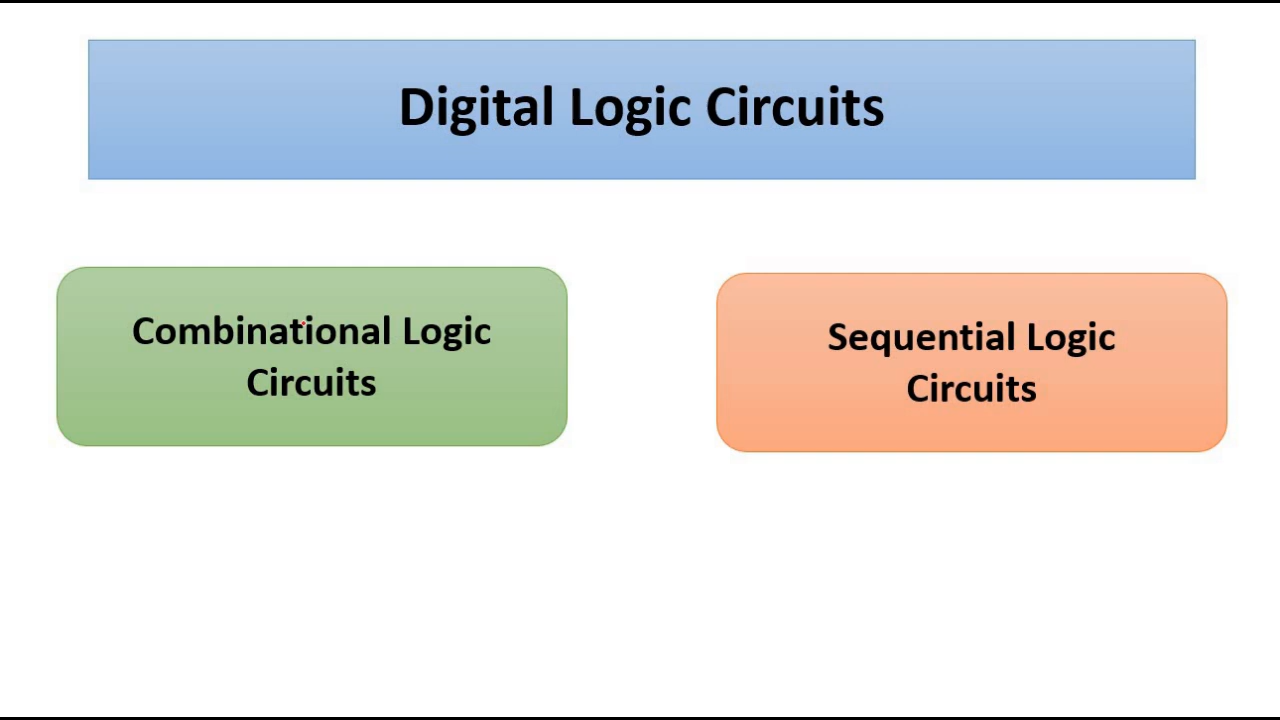 Digital Logic Circuits
Combinational Logic
Circuits
Sequential Logic
Circuits